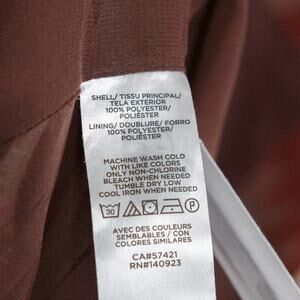 SHELL/ TISSU PRINCIPAL/
TELA EXTERIOR
100% POLYESTER/
POLIÉSTER
LINING/ DOUBLURE/ FORRO
100% POLYESTER/
POLIÉSTER
MACHINE WASH COLD
WITH LIKE COLORS
ONLY NON-CHLORINE
BLEACH WHEN NEEDED
TUMBLE DRY LOW
COOL IRON WHEN NEEDED
30 P
AVEC DES COULEURS
SEMBLABLES / CON
COLORES SIMILARES
CA#57421
RN#140923